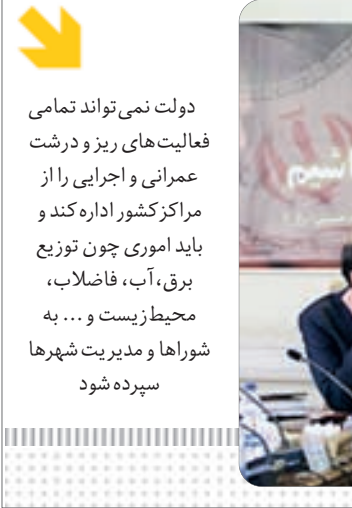 دولت نمی‌تواند تمامی
فعالیت‌های ریز و درشت
عمرانی و اجرایی را از
مراکز کشور اداره کند و
باید اموری چون توزیع
برق، آب، فاضلاب،
محیط‌زیست و ... به
شوراها و مدیریت شهرها
سپرده شود